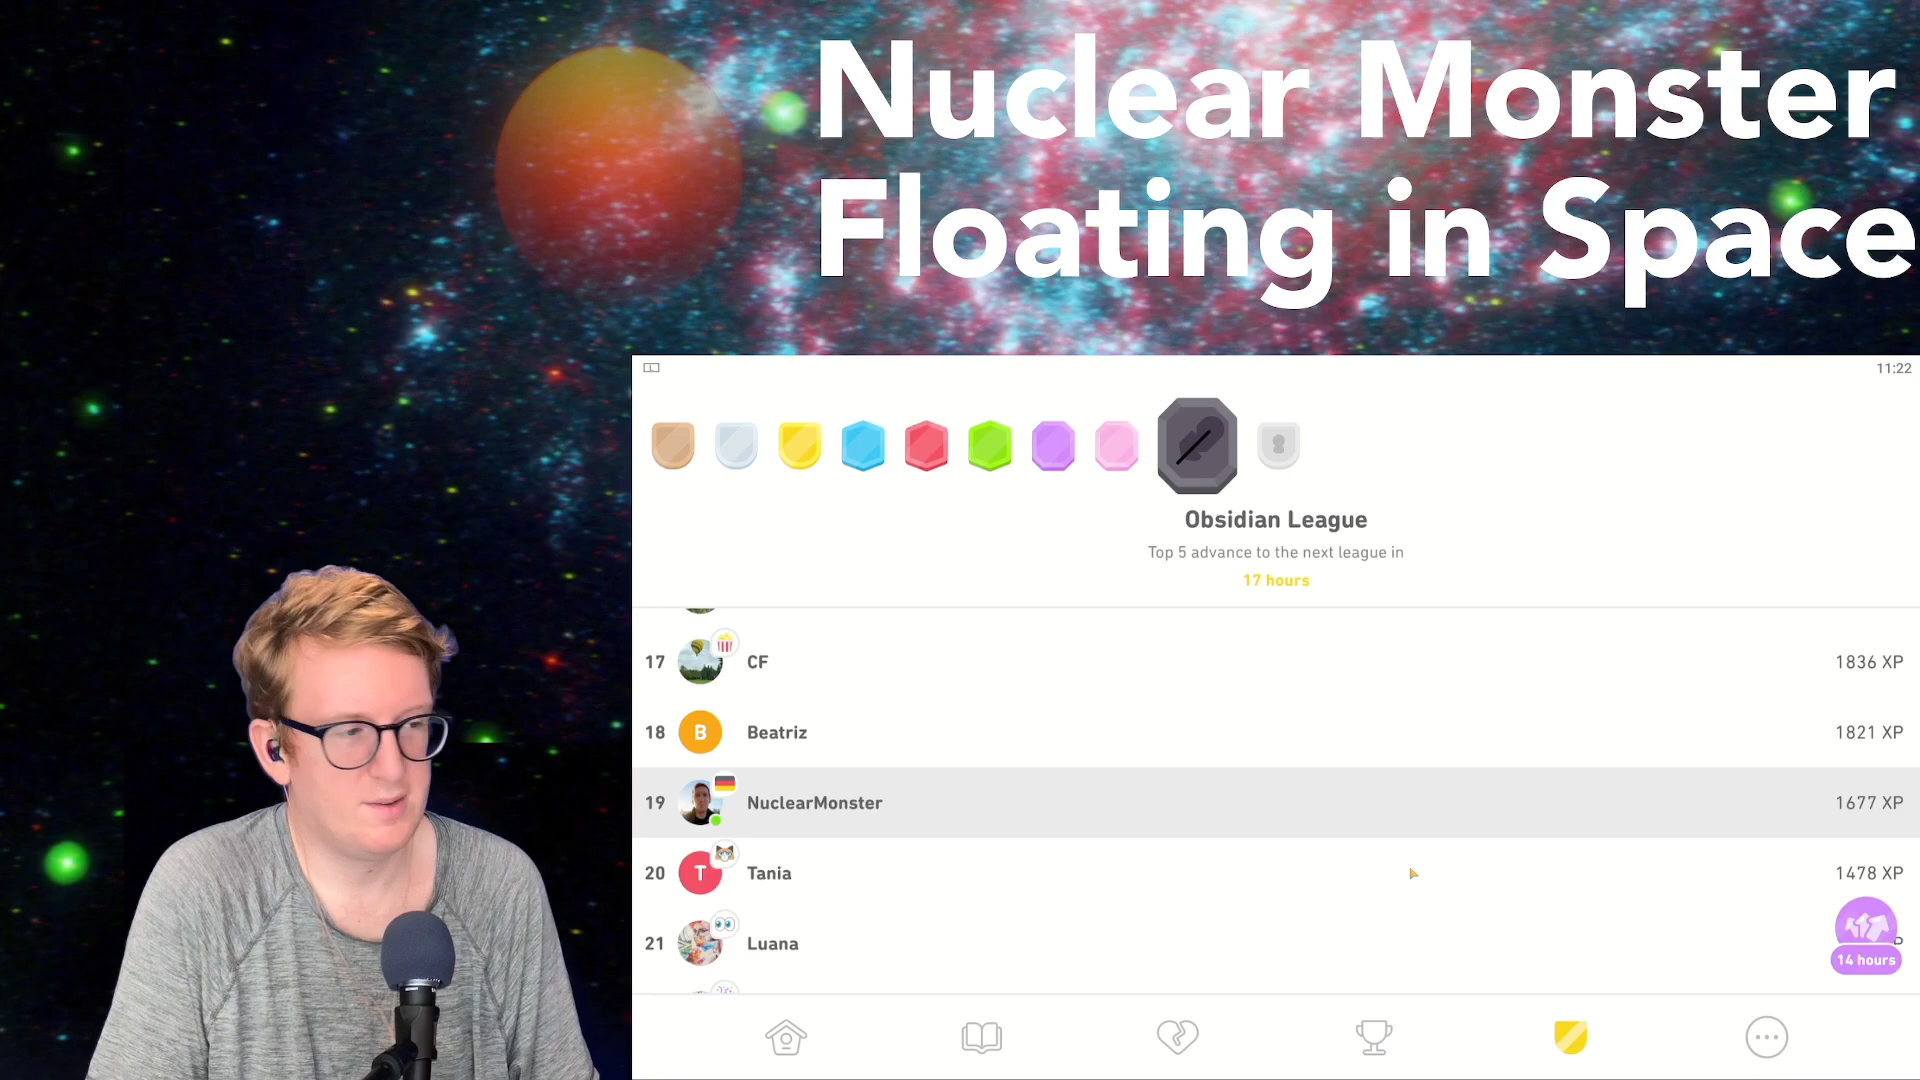 Nuclear Monster
Floating in Space
11:22
Obsidian League
Top 5 advance to the next league in
17 hours
17 CF 1836 XP
18 B Beatriz 1821 XP
19 NuclearMonster 1677 XP
20 T Tania 1478 XP
21 Luana
14 hours